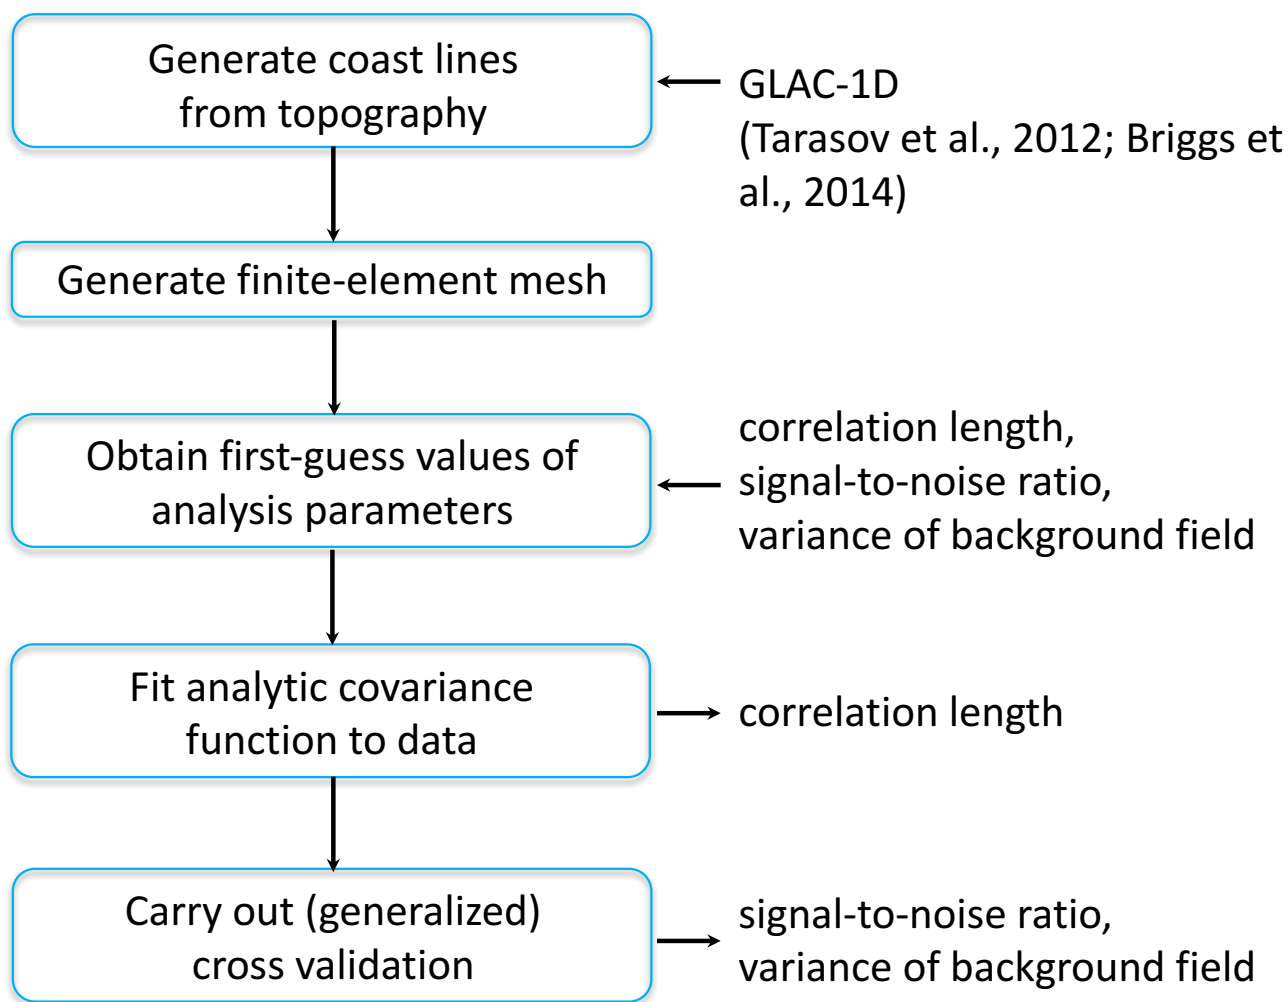 Generate coast lines
from topography
GLAC-1D
(Tarasov et al., 2012; Briggs et
al., 2014)
Generate finite-element mesh
Obtain first-guess values of
analysis parameters
correlation length,
signal-to-noise ratio,
variance of background field
Fit analytic covariance
function to data
correlation length
Carry out (generalized)
cross validation
signal-to-noise ratio,
variance of background field